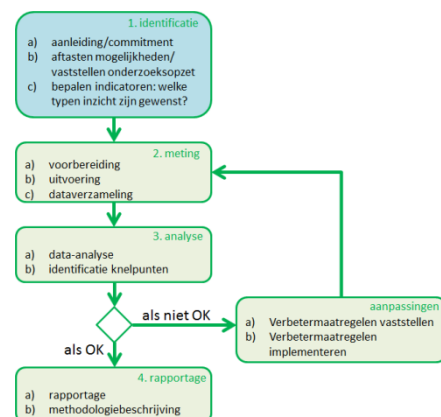 1. identificatie
a) aanleiding/commitment
b) aftasten mogelijkheden/
vaststellen onderzoeksopzet
c) bepalen indicatoren: welke
typen inzicht zijn gewenst?
2. meting
a) voorbereiding
b) uitvoering
c) dataverzameling
3. analyse
a) data-analyse
b) identificatie knelpunten
als niet OK
aanpassingen
a) Verbetermaatregelen vaststellen
b) Verbetermaatregelen
implementeren
als OK
4. rapportage
a) rapportage
b) methodologiebeschrijving